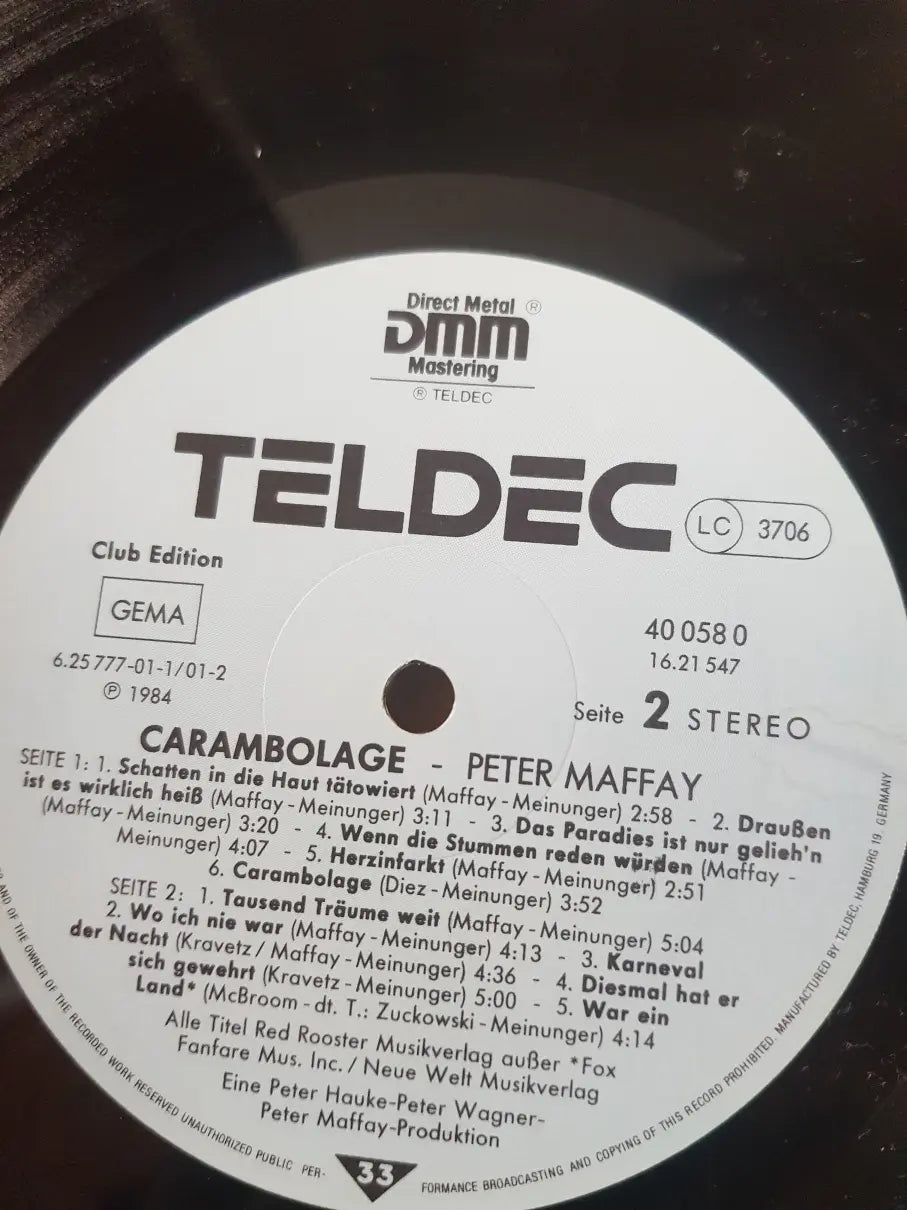 Direct Metal ®
DMM
Mastering
® TELDEC
TELDEC
LC 3706
Club Edition
GEMA
6.25 777-01-1/01-2
℗ 1984
40 058 0
16.21 547
Seite 2 STEREO
CARAMBOLAGE - PETER MAFFAY
SEITE 1: 1. Schatten in die Haut tätowiert (Maffay - Meinunger) 2:58 - 2. Draußen
ist es wirklich heiß (Maffay - Meinunger) 3:11 - 3. Das Paradies ist nur gelieh'n
(Maffay - Meinunger) 3:20 - 4. Wenn die Stummen reden würden (Maffay -
Meinunger) 4:07 - 5. Herzinfarkt (Maffay - Meinunger) 2:51
6. Carambolage (Diez - Meinunger) 3:52
SEITE 2: 1. Tausend Träume weit (Maffay - Meinunger) 5:04
2. Wo ich nie war (Maffay - Meinunger) 4:13 - 3. Karneval
der Nacht (Kravetz / Maffay - Meinunger) 4:36 - 4. Diesmal hat er
sich gewehrt (Kravetz - Meinunger) 5:00 - 5. War ein
Land* (McBroom - dt. T.: Zuckowski - Meinunger) 4:14
Alle Titel Red Rooster Musikverlag außer *Fox
Fanfare Mus. Inc. / Neue Welt Musikverlag
Eine Peter Hauke-Peter Wagner-
Peter Maffay-Produktion
AND OF THE OWNER OF THE RECORDED WORK RESERVED UNAUTHORIZED PUBLIC PER-
33
FORMANCE BROADCASTING AND COPYING OF THIS RECORD PROHIBITED. MANUFACTURED BY TELDEC, HAMBURG 19 GERMANY